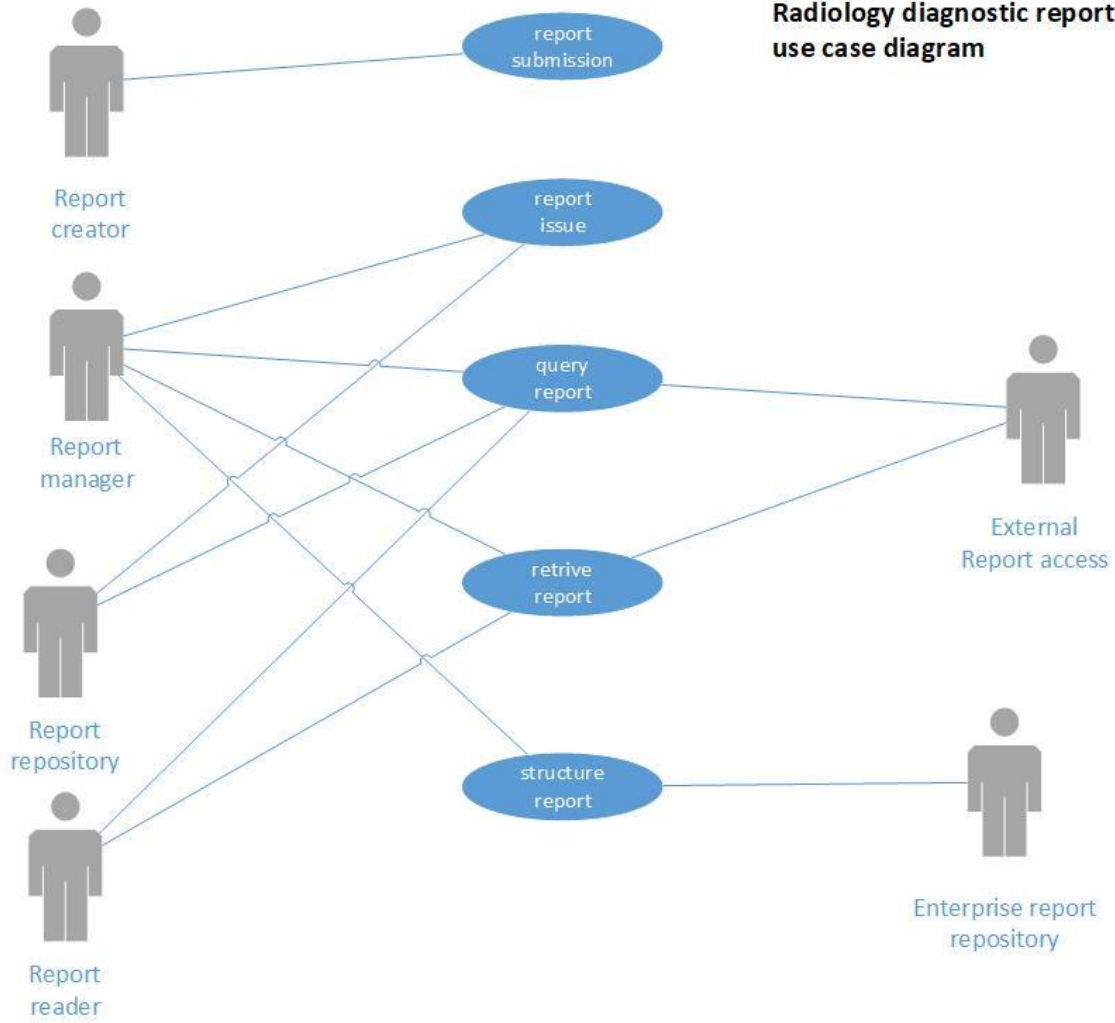 Radiology diagnostic report
use case diagram
report
submission
Report
creator
report
issue
Report
manager
query
report
External
Report access
retrive
report
Report
repository
structure
report
Enterprise report
repository
Report
reader